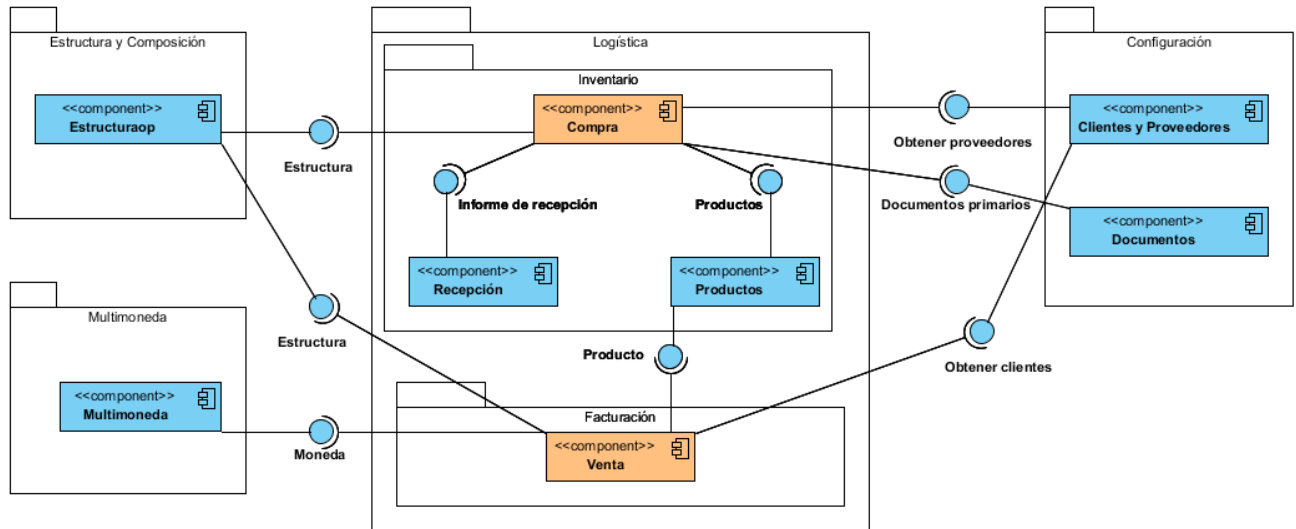 Estructura y Composición
Logística
Configuración
Inventario
<<component>>
Estructuraop
<<component>>
Compra
<<component>>
Clientes y Proveedores
Estructura
Obtener proveedores
Informe de recepción
Productos
Documentos primarios
<<component>>
Documentos
<<component>>
Recepción
<<component>>
Productos
Multimoneda
Estructura
Producto
Obtener clientes
<<component>>
Multimoneda
Facturación
Moneda
<<component>>
Venta